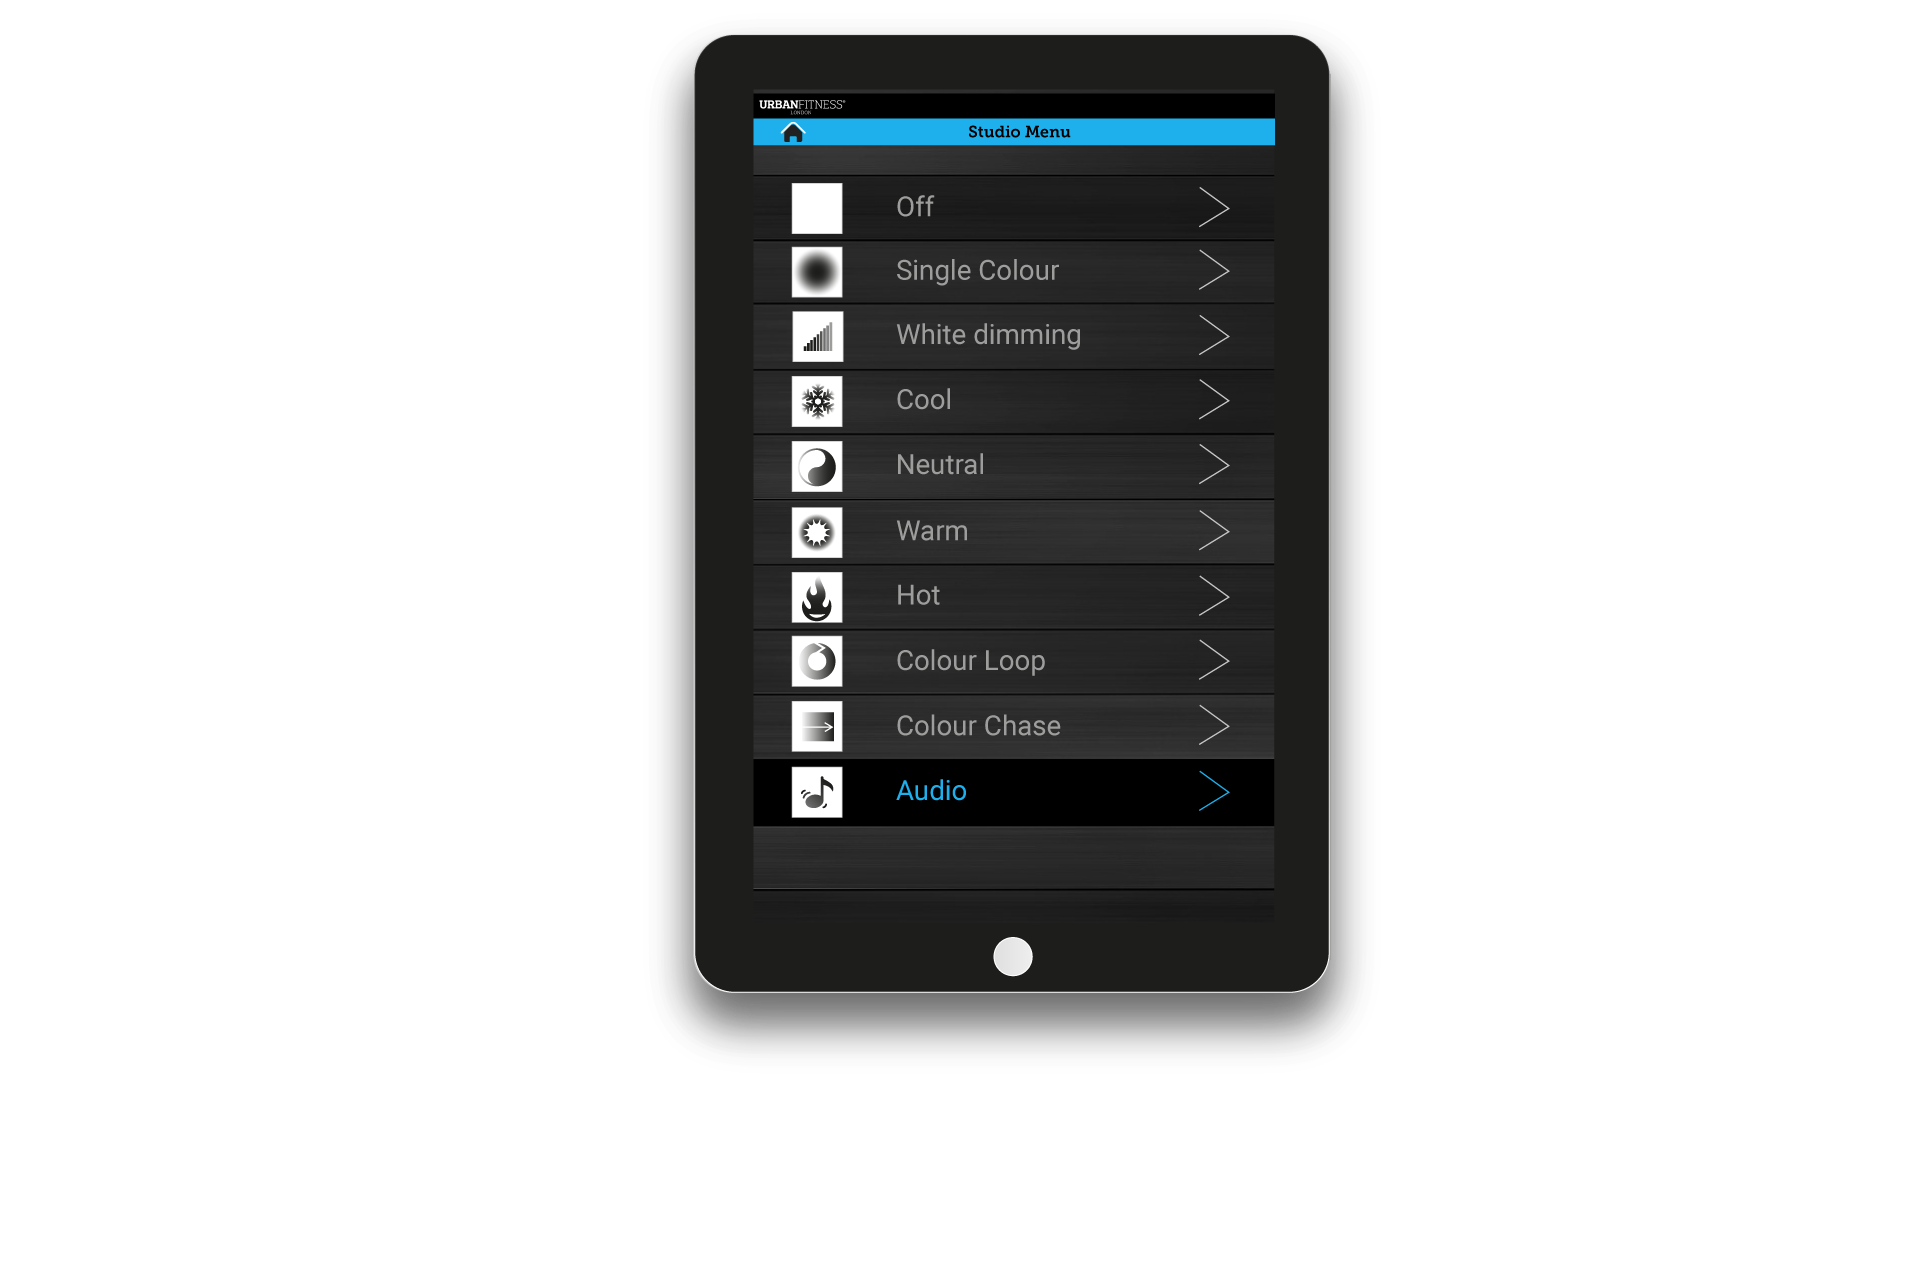 URBANFITNESS®
LONDON
Studio Menu
Off
Single Colour
White dimming
Cool
Neutral
Warm
Hot
Colour Loop
Colour Chase
Audio